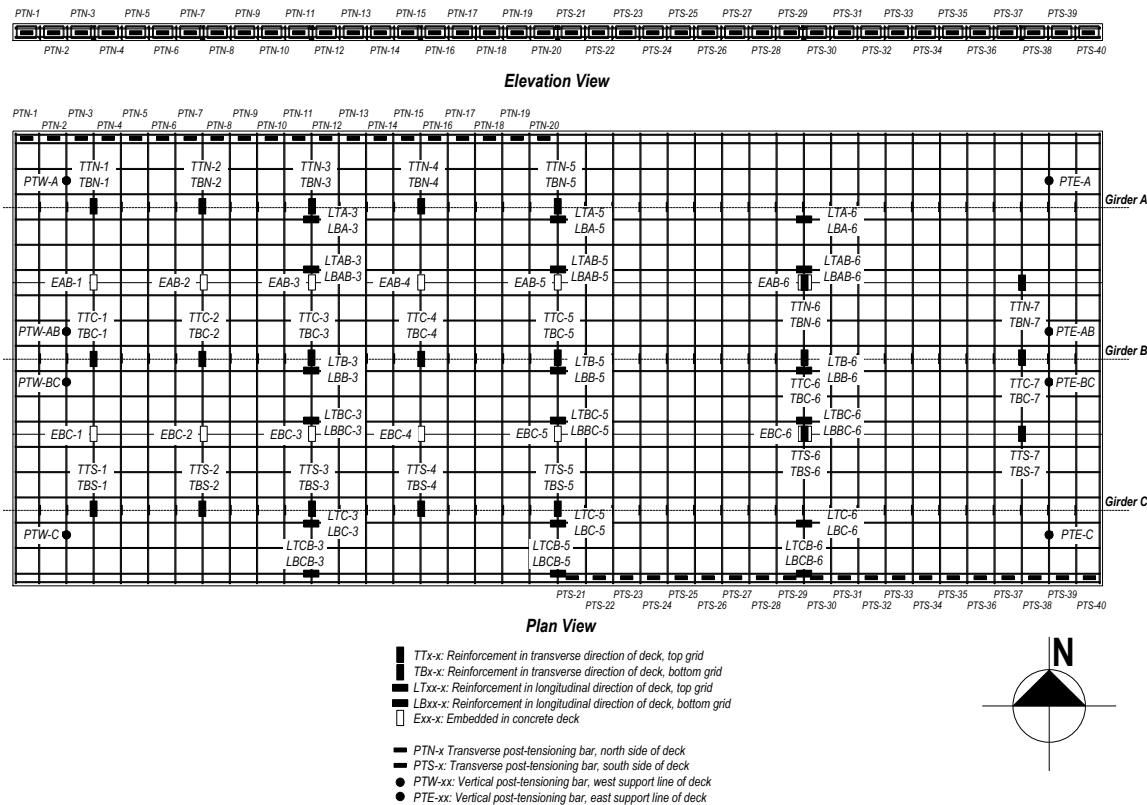 PTN-1 PTN-3 PTN-5 PTN-7 PTN-9 PTN-11 PTN-13 PTN-15 PTN-17 PTN-19 PTS-21 PTS-23 PTS-25 PTS-27 PTS-29 PTS-31 PTS-33 PTS-35 PTS-37 PTS-39
PTN-2 PTN-4 PTN-6 PTN-8 PTN-10 PTN-12 PTN-14 PTN-16 PTN-18 PTN-20 PTS-22 PTS-24 PTS-26 PTS-28 PTS-30 PTS-32 PTS-34 PTS-36 PTS-38 PTS-40
Elevation View
PTN-1 PTN-3 PTN-5 PTN-7 PTN-9 PTN-11 PTN-13 PTN-15 PTN-17 PTN-19
PTN-2 PTN-4 PTN-6 PTN-8 PTN-10 PTN-12 PTN-14 PTN-16 PTN-18 PTN-20
TTN-1 TTN-2 TTN-3 TTN-4 TTN-5
PTW-A TBN-1 TBN-2 TBN-3 TBN-4 TBN-5 PTE-A
Girder A
LTA-3 LTA-5 LTA-6
LBA-3 LBA-5 LBA-6
LTAB-3 LTAB-5 LTAB-6
LBAB-3 LBAB-5 LBAB-6
EAB-1 EAB-2 EAB-3 EAB-4 EAB-5 EAB-6
TTN-6 TTN-7
TBN-6 TBN-7
TTC-1 TTC-2 TTC-3 TTC-4 TTC-5
PTW-AB TBC-1 TBC-2 TBC-3 TBC-4 TBC-5 PTE-AB
Girder B
LTB-3 LTB-5 LTB-6
LBB-3 LBB-5 LBB-6
PTW-BC TTC-6 TTC-7 PTE-BC
TBC-6 TBC-7
LTBC-3 LTBC-5 LTBC-6
LBBC-3 LBBC-5 LBBC-6
EBC-1 EBC-2 EBC-3 EBC-4 EBC-5 EBC-6
TTS-6 TTS-7
TBS-6 TBS-7
TTS-1 TTS-2 TTS-3 TTS-4 TTS-5
TBS-1 TBS-2 TBS-3 TBS-4 TBS-5
Girder C
LTC-3 LTC-5 LTC-6
LBC-3 LBC-5 LBC-6
PTW-C PTE-C
LTCB-3 LTCB-5 LTCB-6
LBCB-3 LBCB-5 LBCB-6
PTS-21 PTS-23 PTS-25 PTS-27 PTS-29 PTS-31 PTS-33 PTS-35 PTS-37 PTS-39
PTS-22 PTS-24 PTS-26 PTS-28 PTS-30 PTS-32 PTS-34 PTS-36 PTS-38 PTS-40
Plan View
TTx-x: Reinforcement in transverse direction of deck, top grid
TBx-x: Reinforcement in transverse direction of deck, bottom grid
LTxx-x: Reinforcement in longitudinal direction of deck, top grid
LBxx-x: Reinforcement in longitudinal direction of deck, bottom grid
Exx-x: Embedded in concrete deck
PTN-x Transverse post-tensioning bar, north side of deck
PTS-x: Transverse post-tensioning bar, south side of deck
PTW-xx: Vertical post-tensioning bar, west support line of deck
PTE-xx: Vertical post-tensioning bar, east support line of deck
N